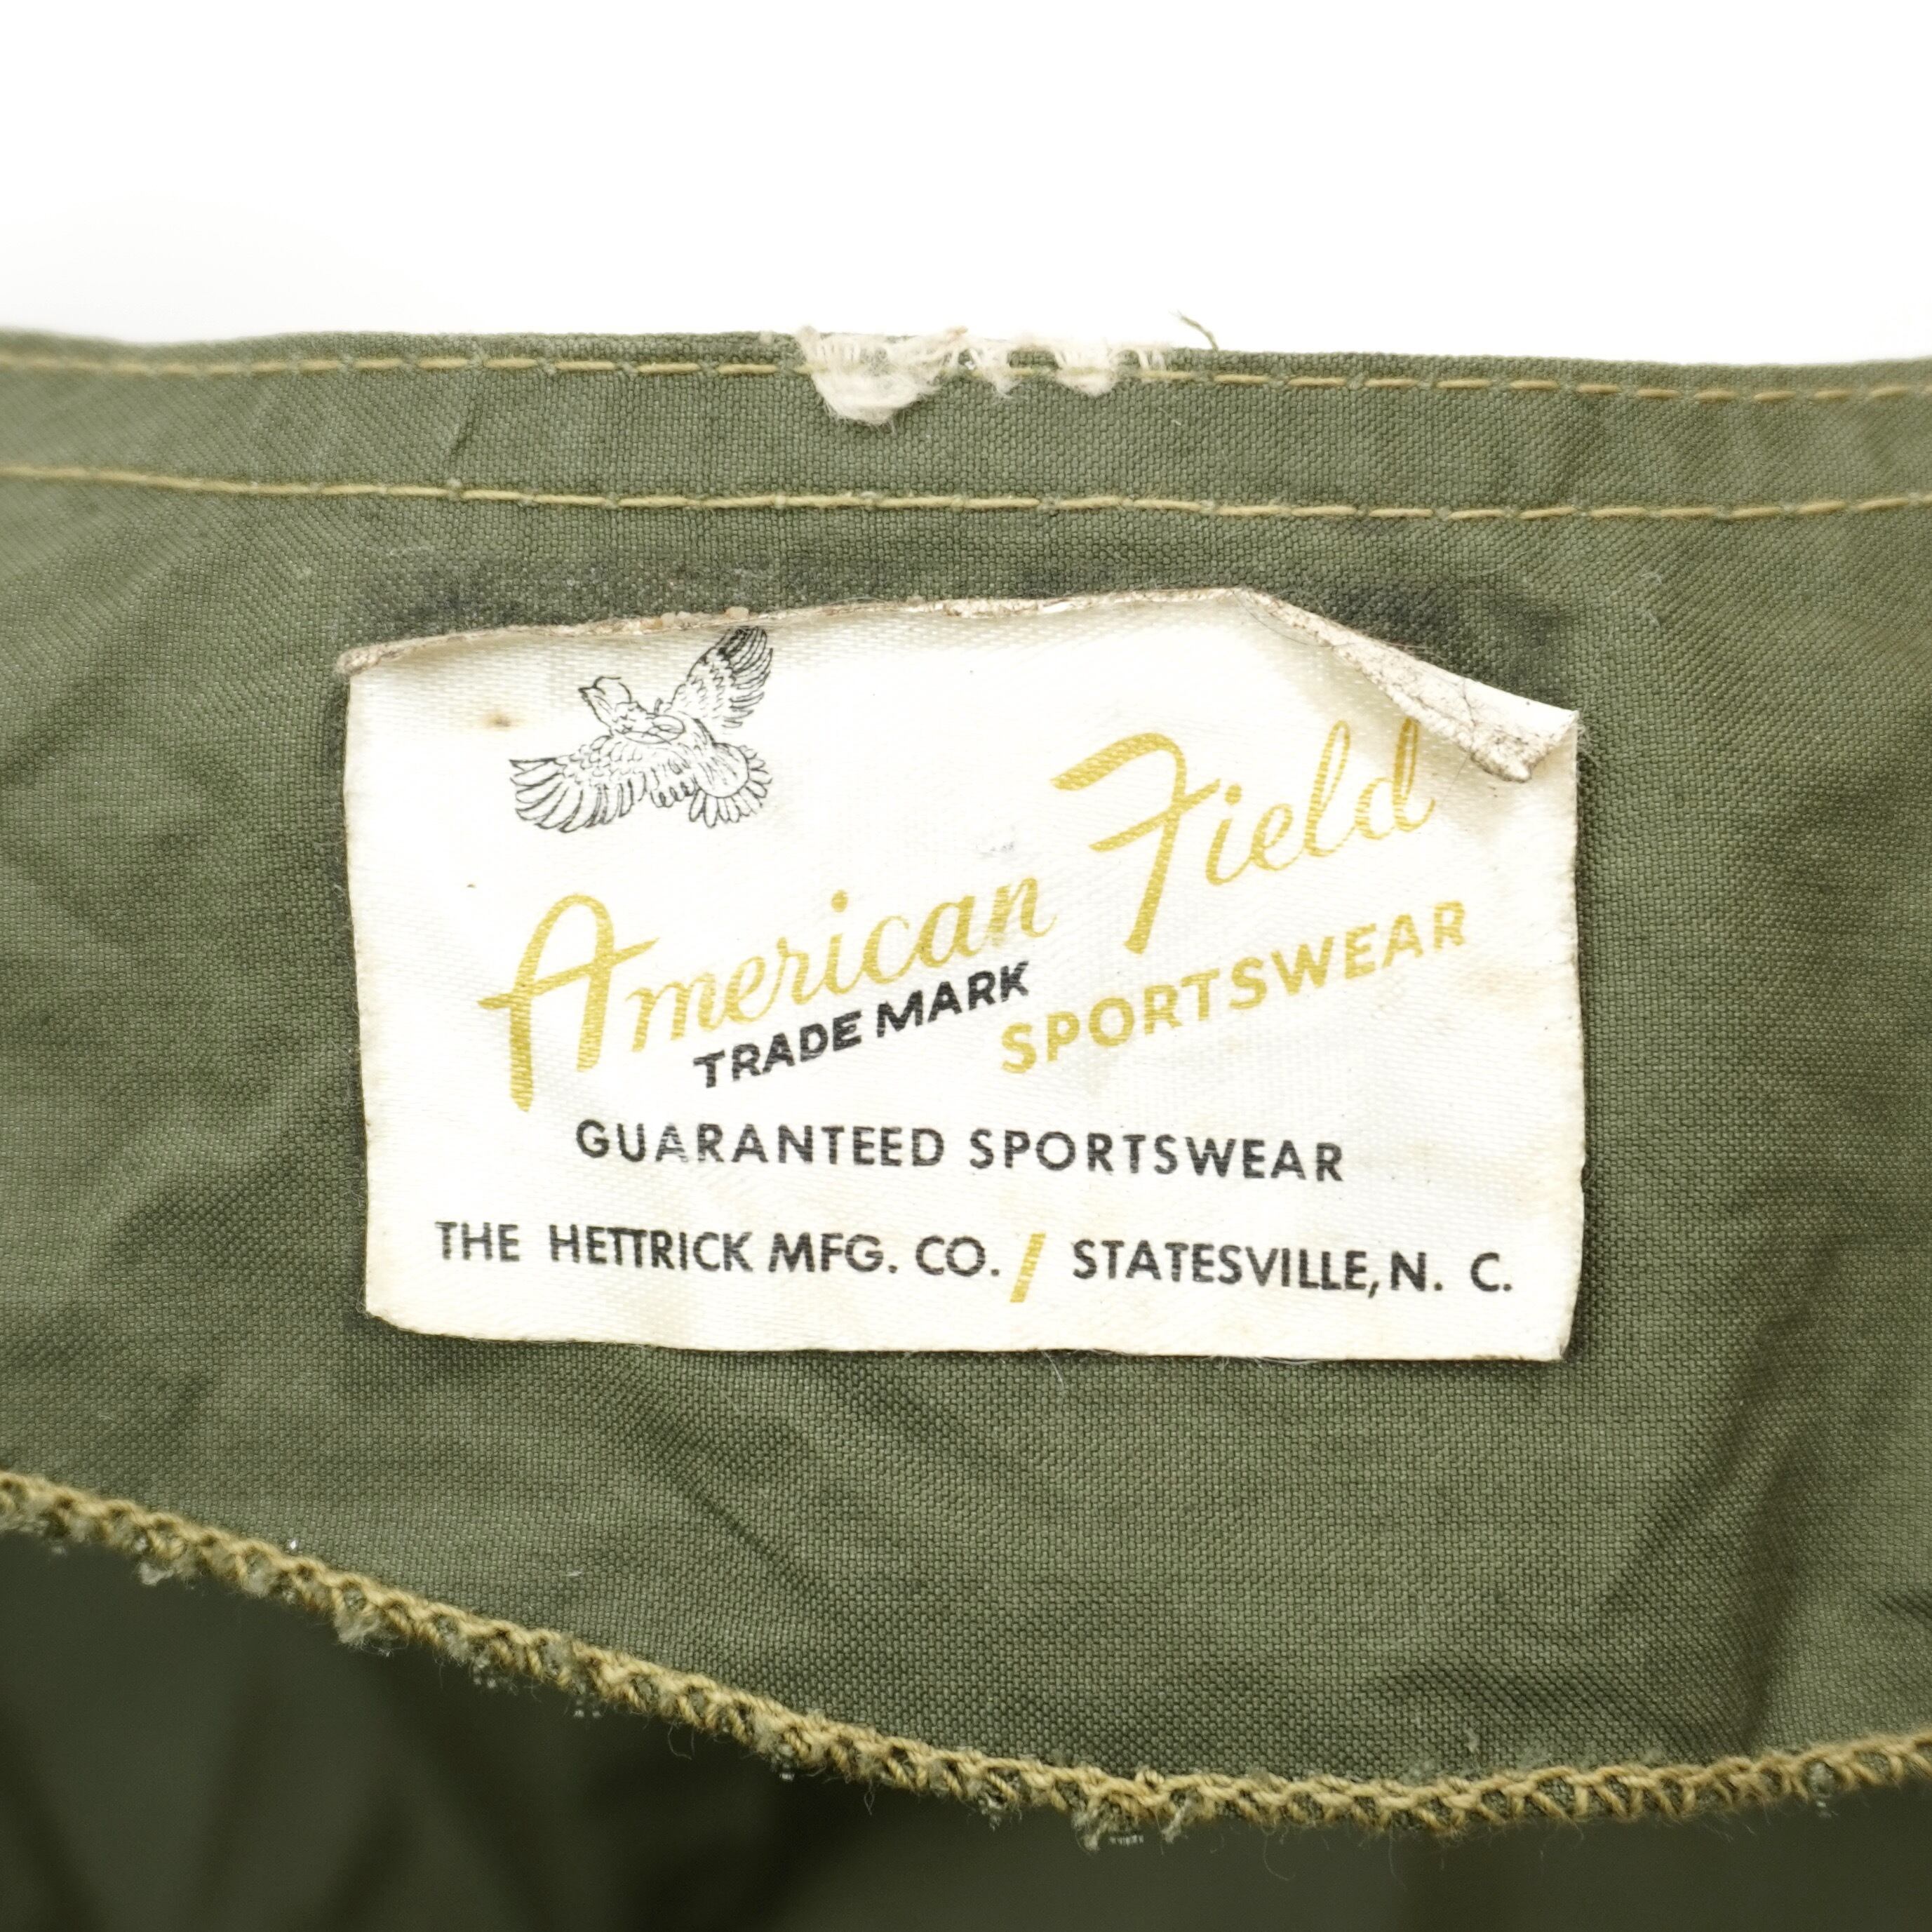 American Field
TRADE MARK SPORTSWEAR
GUARANTEED SPORTSWEAR
THE HETTRICK MFG. CO. / STATESVILLE, N. C.